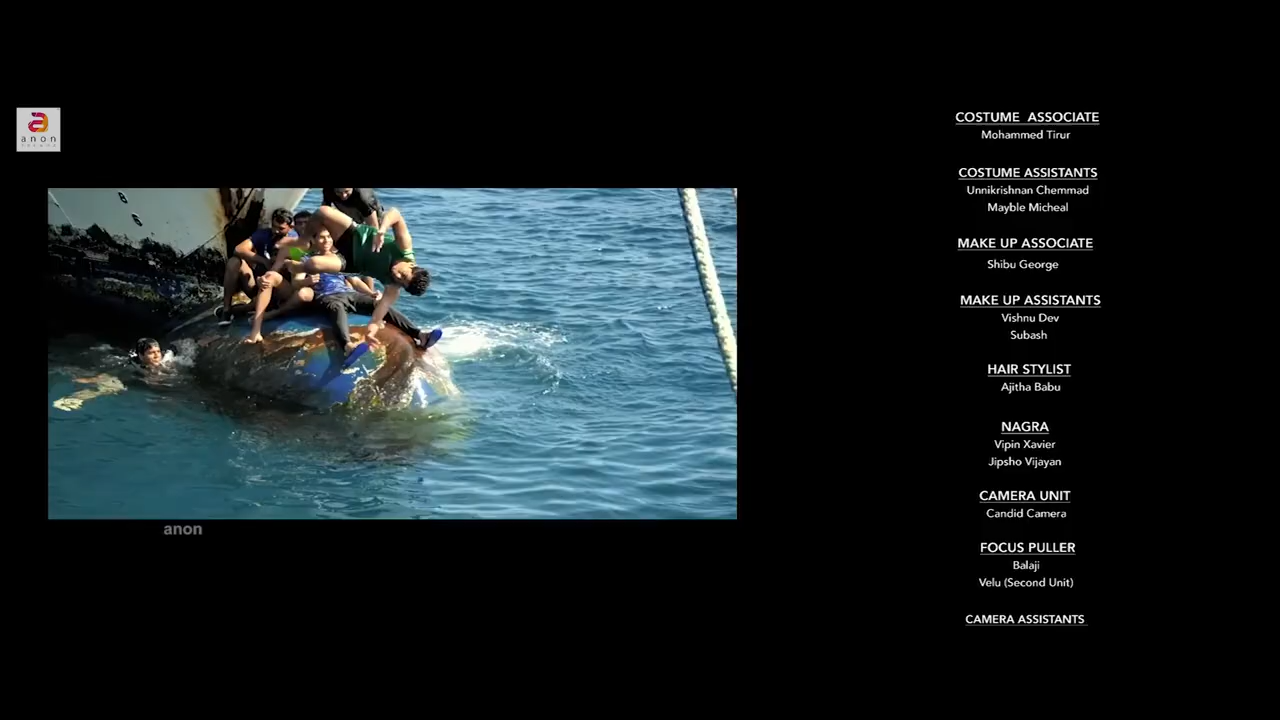 anon
COSTUME ASSOCIATE
Mohammed Tirur
COSTUME ASSISTANTS
Unnikrishnan Chemmad
Mayble Micheal
MAKE UP ASSOCIATE
Shibu George
MAKE UP ASSISTANTS
Vishnu Dev
Subash
HAIR STYLIST
Ajitha Babu
NAGRA
Vipin Xavier
Jipsho Vijayan
CAMERA UNIT
Candid Camera
FOCUS PULLER
Balaji
Velu (Second Unit)
CAMERA ASSISTANTS
anon